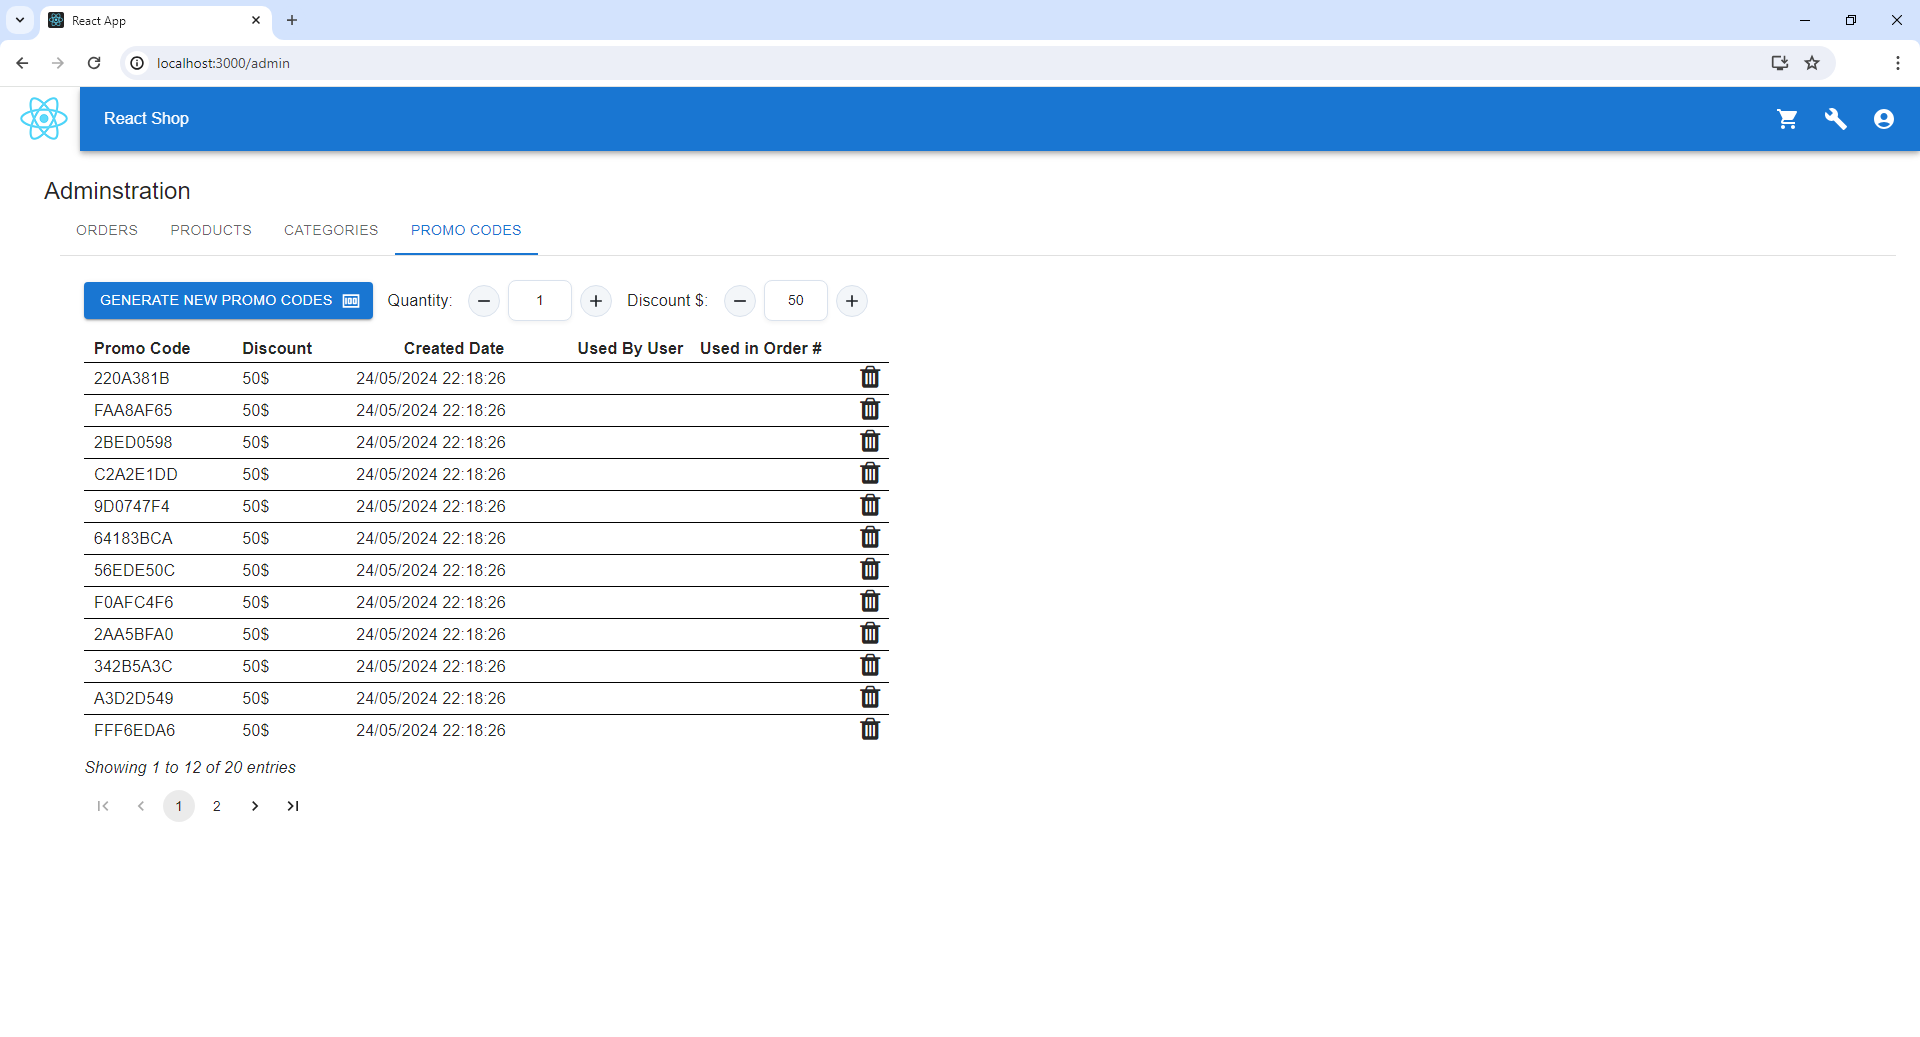 React App
localhost:3000/admin
React Shop
Adminstration
ORDERS PRODUCTS CATEGORIES PROMO CODES
GENERATE NEW PROMO CODES Quantity: 1 Discount $: 50
Promo Code Discount Created Date Used By User Used in Order #
220A381B 50$ 24/05/2024 22:18:26
FAA8AF65 50$ 24/05/2024 22:18:26
2BED0598 50$ 24/05/2024 22:18:26
C2A2E1DD 50$ 24/05/2024 22:18:26
9D0747F4 50$ 24/05/2024 22:18:26
64183BCA 50$ 24/05/2024 22:18:26
56EDE50C 50$ 24/05/2024 22:18:26
F0AFC4F6 50$ 24/05/2024 22:18:26
2AA5BFA0 50$ 24/05/2024 22:18:26
342B5A3C 50$ 24/05/2024 22:18:26
A3D2D549 50$ 24/05/2024 22:18:26
FFF6EDA6 50$ 24/05/2024 22:18:26
Showing 1 to 12 of 20 entries
1 2